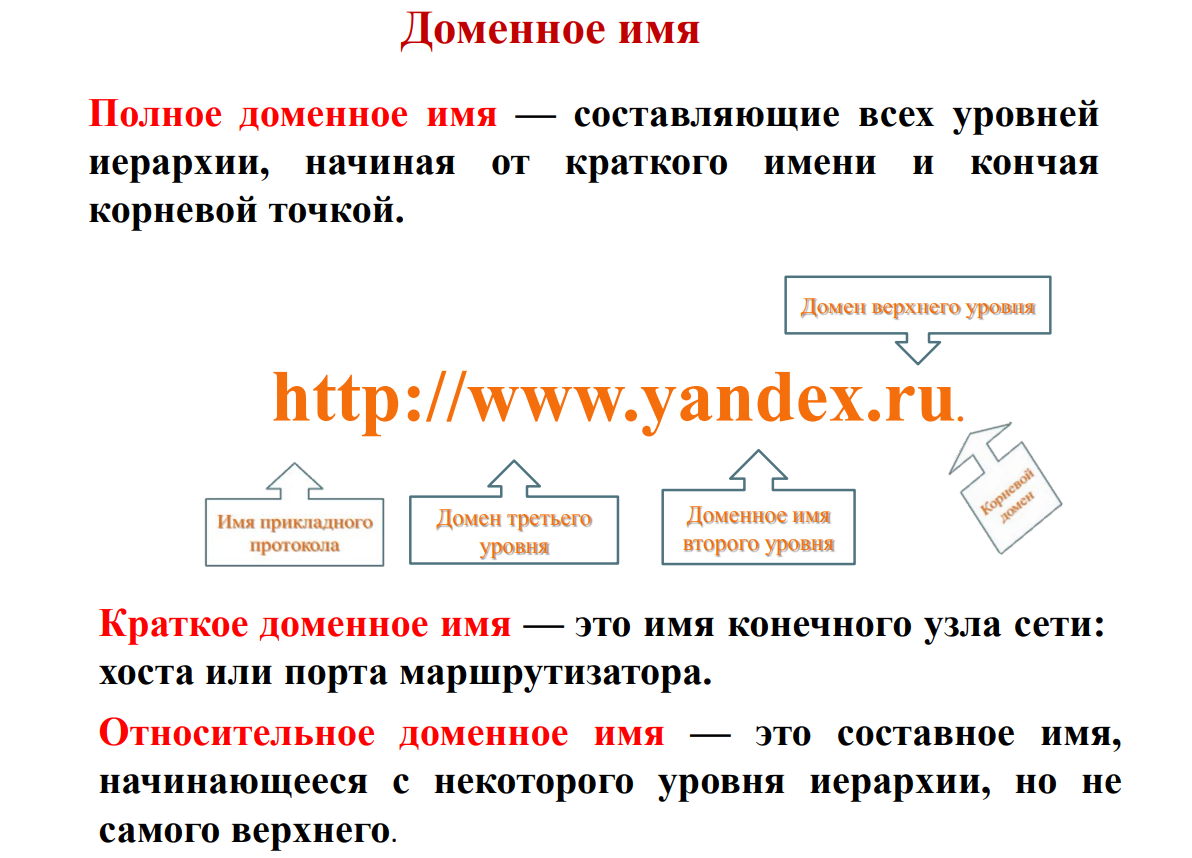 Доменное имя
Полное доменное имя — составляющие всех уровней
иерархии, начиная от краткого имени и кончая
корневой точкой.
Домен верхнего уровня
http://www.yandex.ru.
Имя прикладного
протокола
Домен третьего
уровня
Доменное имя
второго уровня
Корневой
домен
Краткое доменное имя — это имя конечного узла сети:
хоста или порта маршрутизатора.
Относительное доменное имя — это составное имя,
начинающееся с некоторого уровня иерархии, но не
самого верхнего.